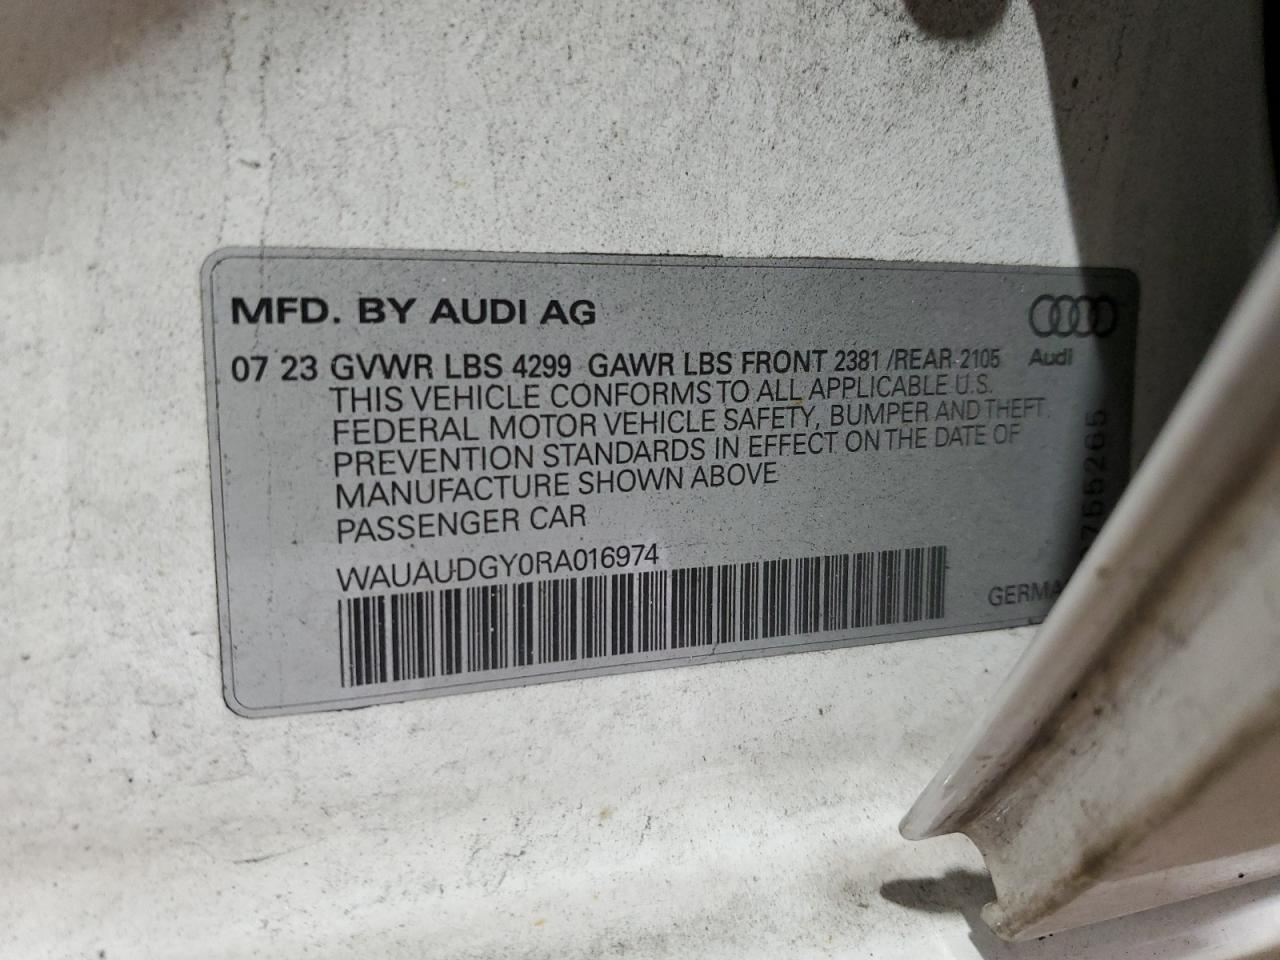 MFD. BY AUDI AG
07 23 GVWR LBS 4299 GAWR LBS FRONT 2381 /REAR 2105
Audi
THIS VEHICLE CONFORMS TO ALL APPLICABLE U.S.
FEDERAL MOTOR VEHICLE SAFETY, BUMPER AND THEFT
PREVENTION STANDARDS IN EFFECT ON THE DATE OF
MANUFACTURE SHOWN ABOVE
PASSENGER CAR
WAUAUDGY0RA016974